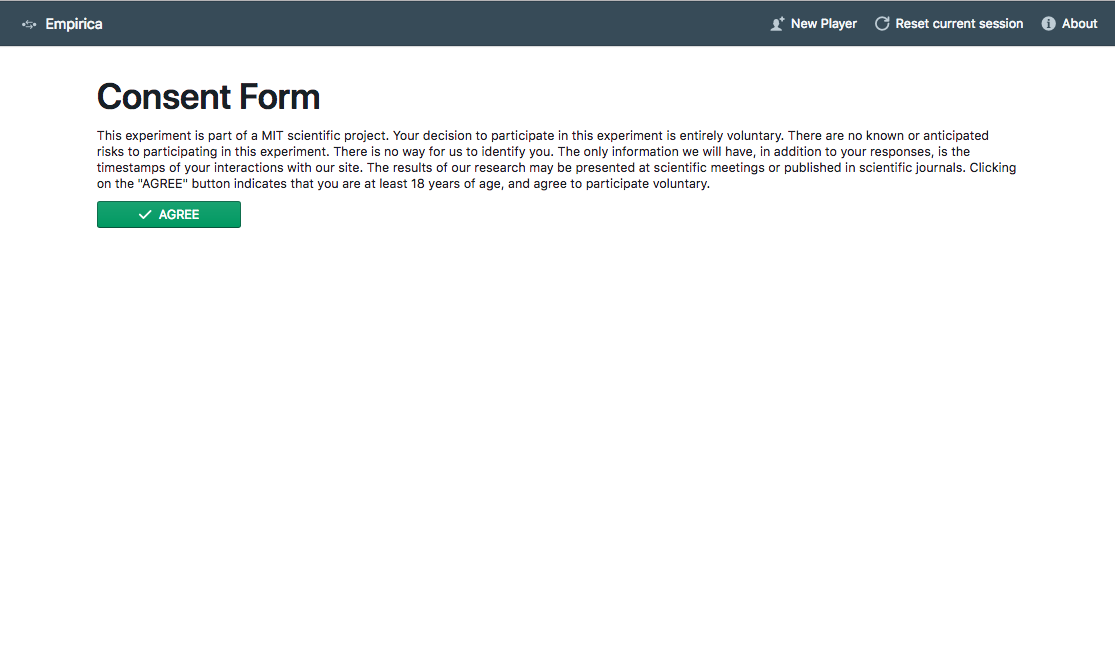 Empirica
New Player
Reset current session
About
Consent Form
This experiment is part of a MIT scientific project. Your decision to participate in this experiment is entirely voluntary. There are no known or anticipated
risks to participating in this experiment. There is no way for us to identify you. The only information we will have, in addition to your responses, is the
timestamps of your interactions with our site. The results of our research may be presented at scientific meetings or published in scientific journals. Clicking
on the "AGREE" button indicates that you are at least 18 years of age, and agree to participate voluntary.
AGREE